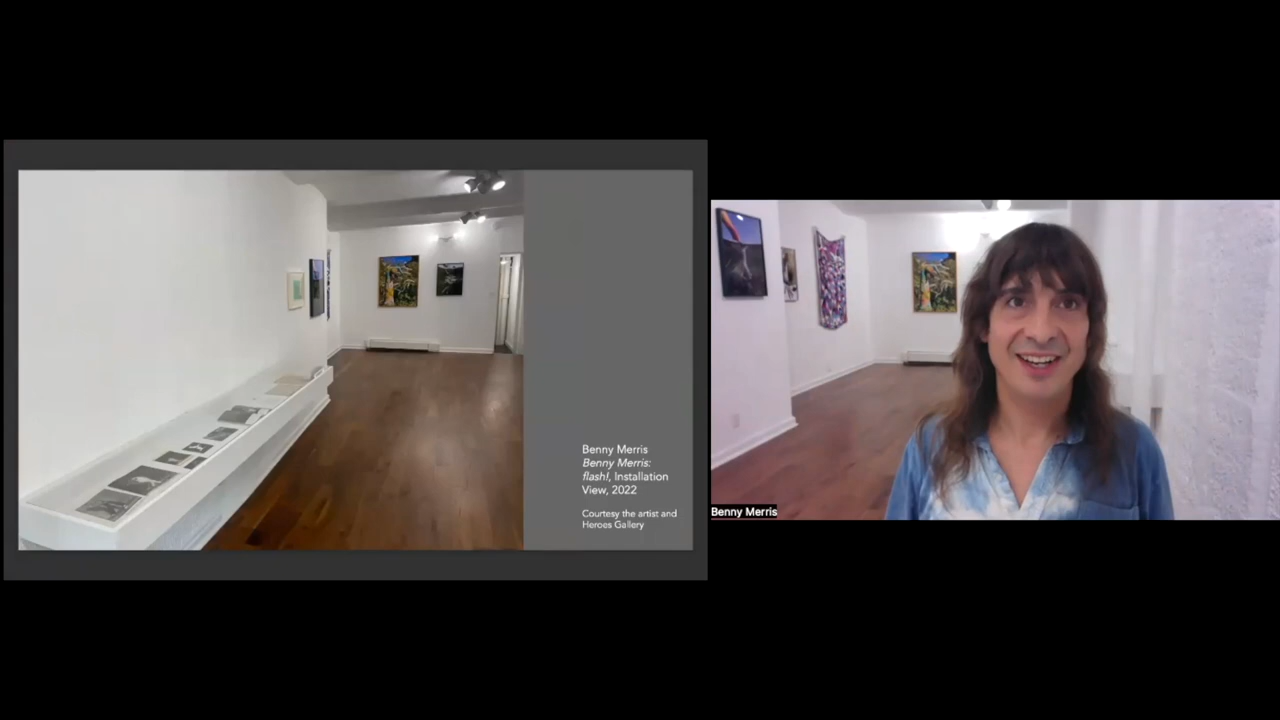 Benny Merris
Benny Merris:
flash!, Installation
View, 2022
Courtesy the artist and
Heroes Gallery
Benny Merris